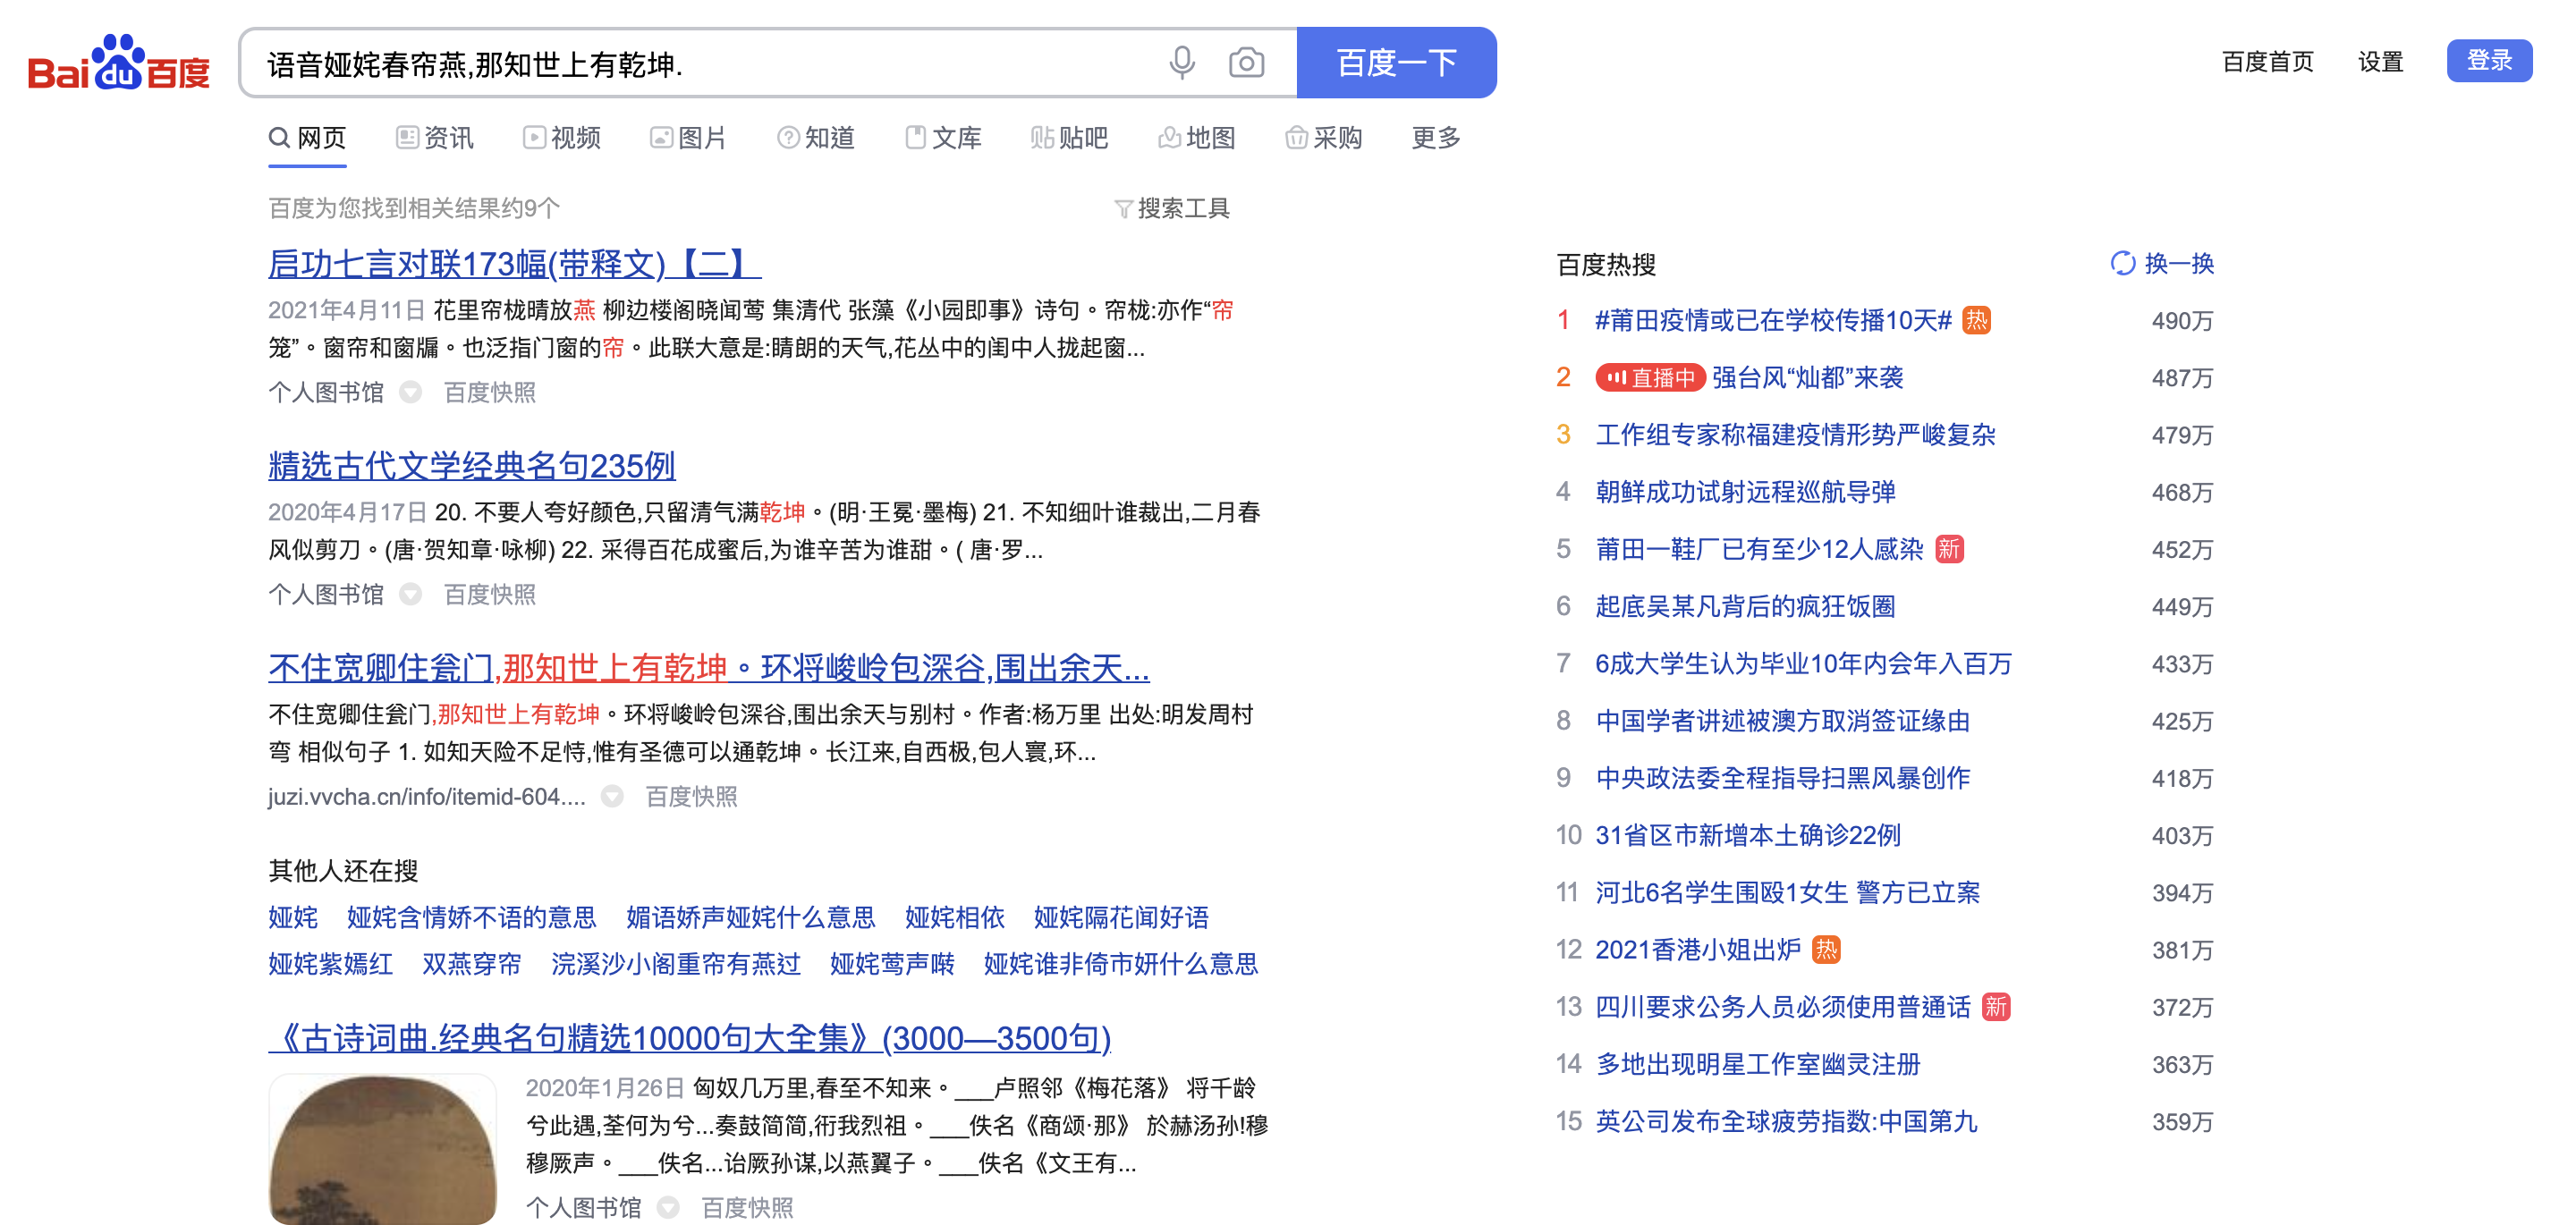 Bai du 百度
语音娅姹春帘燕,那知世上有乾坤.
百度一下
百度首页 设置 登录
网页 资讯 视频 图片 知道 文库 贴吧 地图 采购 更多
百度为您找到相关结果约9个 搜索工具
启功七言对联173幅(带释文)【二】
2021年4月11日 花里帘栊晴放燕 柳边楼阁晓闻莺 集清代 张藻《小园即事》诗句。帘栊:亦作“帘
笼”。窗帘和窗牖。也泛指门窗的帘。此联大意是:晴朗的天气,花丛中的闺中人拢起窗...
个人图书馆 百度快照
精选古代文学经典名句235例
2020年4月17日 20. 不要人夸好颜色,只留清气满乾坤。(明·王冕·墨梅) 21. 不知细叶谁裁出,二月春
风似剪刀。(唐·贺知章·咏柳) 22. 采得百花成蜜后,为谁辛苦为谁甜。( 唐·罗...
个人图书馆 百度快照
不住宽卿住瓮门,那知世上有乾坤。环将峻岭包深谷,围出余天...
不住宽卿住瓮门,那知世上有乾坤。环将峻岭包深谷,围出余天与别村。作者:杨万里 出处:明发周村
弯 相似句子 1. 如知天险不足恃,惟有圣德可以通乾坤。长江来,自西极,包人寰,环...
juzi.vvcha.cn/info/itemid-604.... 百度快照
其他人还在搜
娅姹 娅姹含情娇不语的意思 媚语娇声娅姹什么意思 娅姹相依 娅姹隔花闻好语
娅姹紫嫣红 双燕穿帘 浣溪沙小阁重帘有燕过 娅姹莺声啭 娅姹谁非倚市妍什么意思
《古诗词曲.经典名句精选10000句大全集》(3000—3500句)
2020年1月26日 匈奴几万里,春至不知来。___卢照邻《梅花落》 将千龄
兮此遇,荃何为兮...奏鼓简简,衎我烈祖。___佚名《商颂·那》 於赫汤孙!穆
穆厥声。___佚名...诒厥孙谋,以燕翼子。___佚名《文王有...
个人图书馆 百度快照
百度热搜 换一换
1 #莆田疫情或已在学校传播10天# 热 490万
2 直播中 强台风“灿都”来袭 487万
3 工作组专家称福建疫情形势严峻复杂 479万
4 朝鲜成功试射远程巡航导弹 468万
5 莆田一鞋厂已有至少12人感染 新 452万
6 起底吴某凡背后的疯狂饭圈 449万
7 6成大学生认为毕业10年内会年入百万 433万
8 中国学者讲述被澳方取消签证缘由 425万
9 中央政法委全程指导扫黑风暴创作 418万
10 31省区市新增本土确诊22例 403万
11 河北6名学生围殴1女生 警方已立案 394万
12 2021香港小姐出炉 热 381万
13 四川要求公务人员必须使用普通话 新 372万
14 多地出现明星工作室幽灵注册 363万
15 英公司发布全球疲劳指数:中国第九 359万